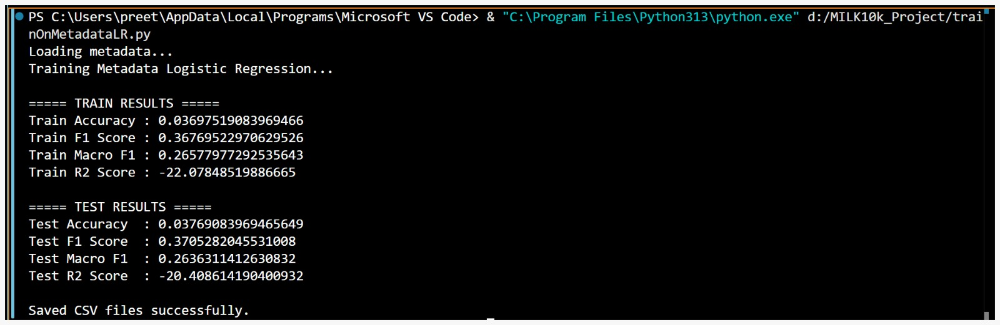 PS C:\Users\preet\AppData\Local\Programs\Microsoft VS Code> & "C:\Program Files\Python313\python.exe" d:/MILK10k_Project/trai
nOnMetadataLR.py
Loading metadata...
Training Metadata Logistic Regression...
===== TRAIN RESULTS =====
Train Accuracy : 0.03697519083969466
Train F1 Score : 0.36769522970629526
Train Macro F1 : 0.26577977292535643
Train R2 Score : -22.07848519886665
===== TEST RESULTS =====
Test Accuracy  : 0.03769083969465649
Test F1 Score  : 0.3705282045531008
Test Macro F1  : 0.2636311412630832
Test R2 Score  : -20.408614190400932
Saved CSV files successfully.